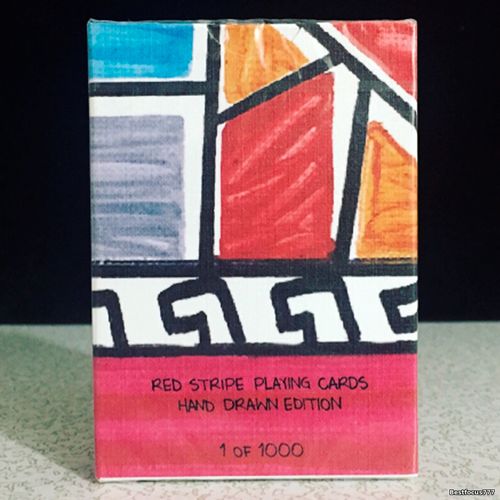 RED STRIPE PLAYING CARDS
HAND DRAWN EDITION
1 OF 1000
Bestfocus777